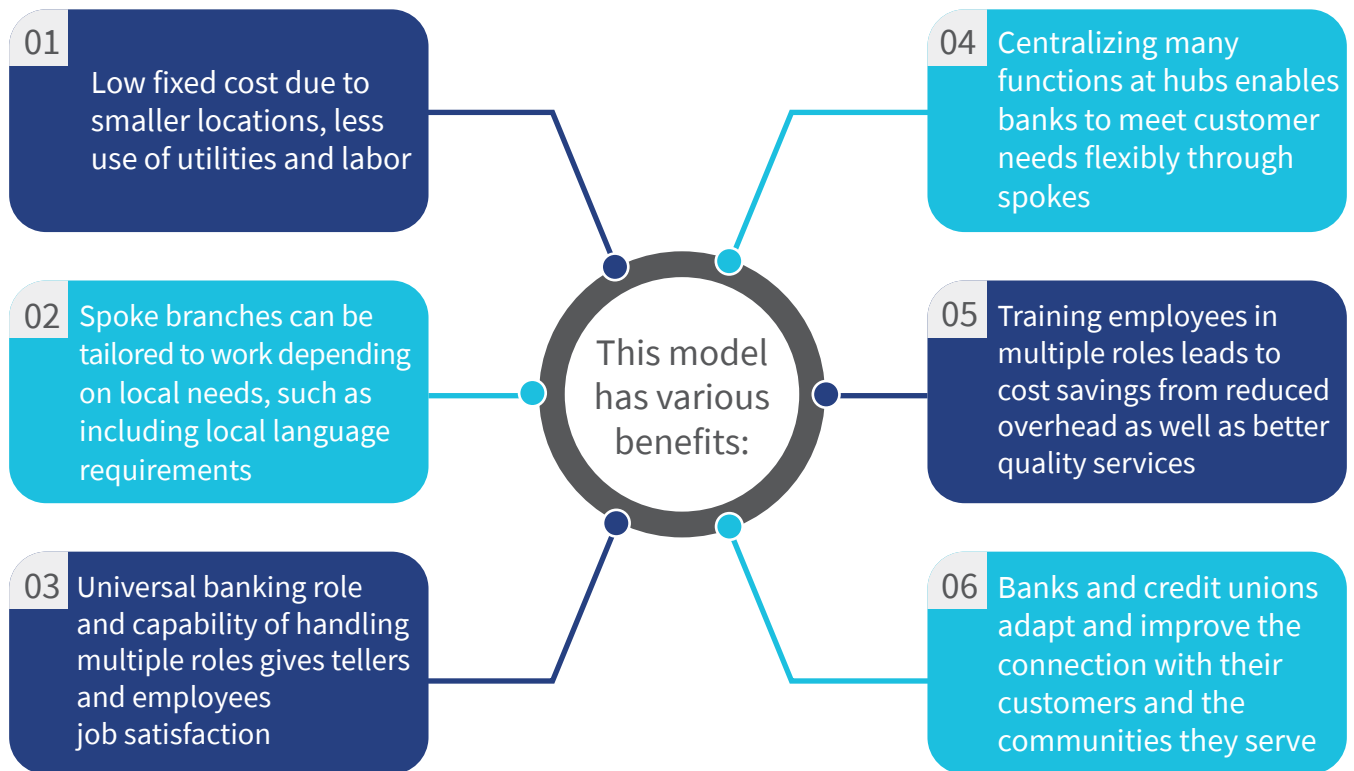 01
Low fixed cost due to
smaller locations, less
use of utilities and labor
02
Spoke branches can be
tailored to work depending
on local needs, such as
including local language
requirements
03
Universal banking role
and capability of handling
multiple roles gives tellers
and employees
job satisfaction
This model
has various
benefits:
04
Centralizing many
functions at hubs enables
banks to meet customer
needs flexibly through
spokes
05
Training employees in
multiple roles leads to
cost savings from reduced
overhead as well as better
quality services
06
Banks and credit unions
adapt and improve the
connection with their
customers and the
communities they serve